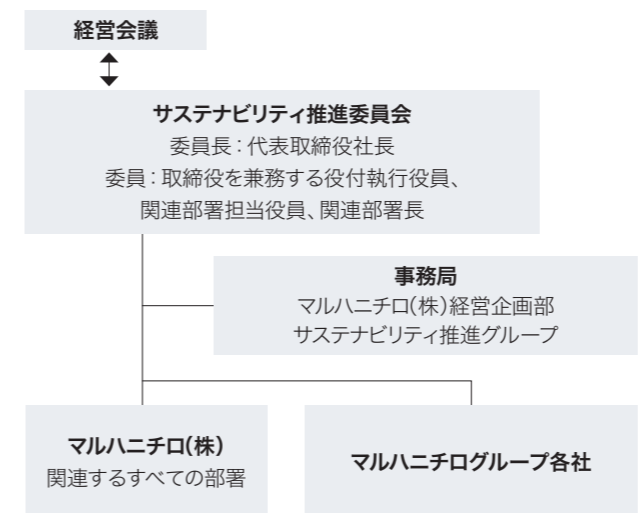 経営会議
サステナビリティ推進委員会
委員長：代表取締役社長
委員：取締役を兼務する役付執行役員、
関連部署担当役員、関連部署長
事務局
マルハニチロ(株)経営企画部
サステナビリティ推進グループ
マルハニチロ(株)
関連するすべての部署
マルハニチログループ各社